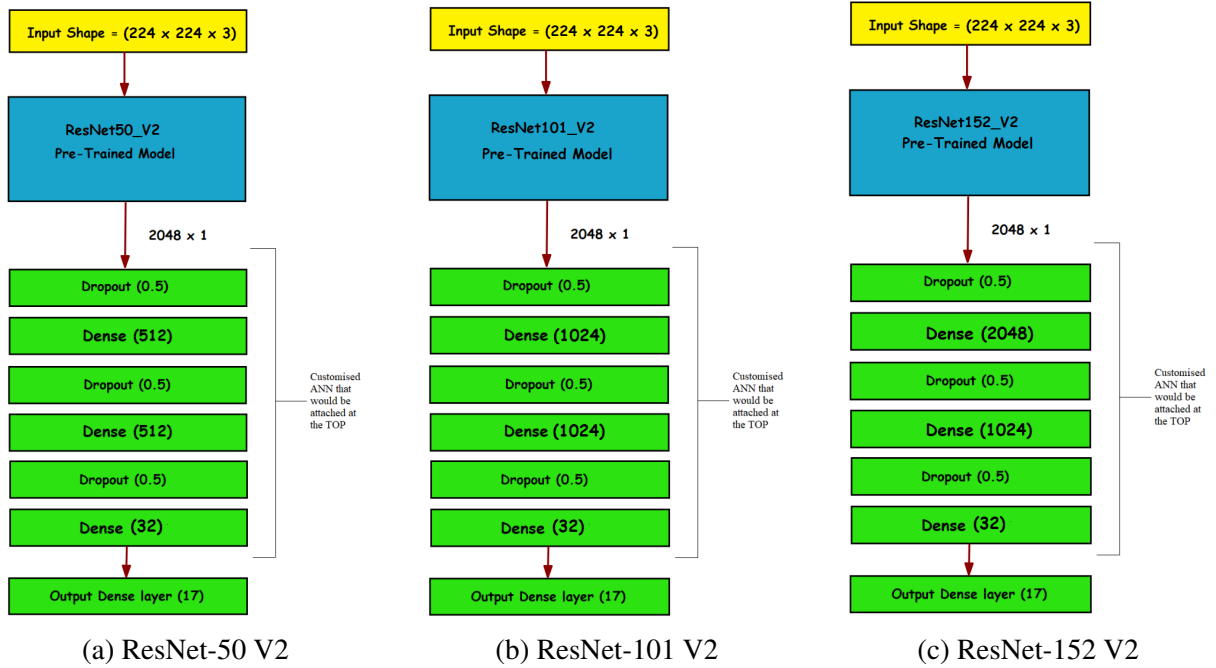 Input Shape = (224 x 224 x 3)
ResNet50_V2
Pre-Trained Model
2048 x 1
Dropout (0.5)
Dense (512)
Dropout (0.5)
Dense (512)
Dropout (0.5)
Dense (32)
Output Dense layer (17)
Customised
ANN that
would be
attached at
the TOP
(a) ResNet-50 V2
Input Shape = (224 x 224 x 3)
ResNet101_V2
Pre-Trained Model
2048 x 1
Dropout (0.5)
Dense (1024)
Dropout (0.5)
Dense (1024)
Dropout (0.5)
Dense (32)
Output Dense layer (17)
Customised
ANN that
would be
attached at
the TOP
(b) ResNet-101 V2
Input Shape = (224 x 224 x 3)
ResNet152_V2
Pre-Trained Model
2048 x 1
Dropout (0.5)
Dense (2048)
Dropout (0.5)
Dense (1024)
Dropout (0.5)
Dense (32)
Output Dense layer (17)
Customised
ANN that
would be
attached at
the TOP
(c) ResNet-152 V2